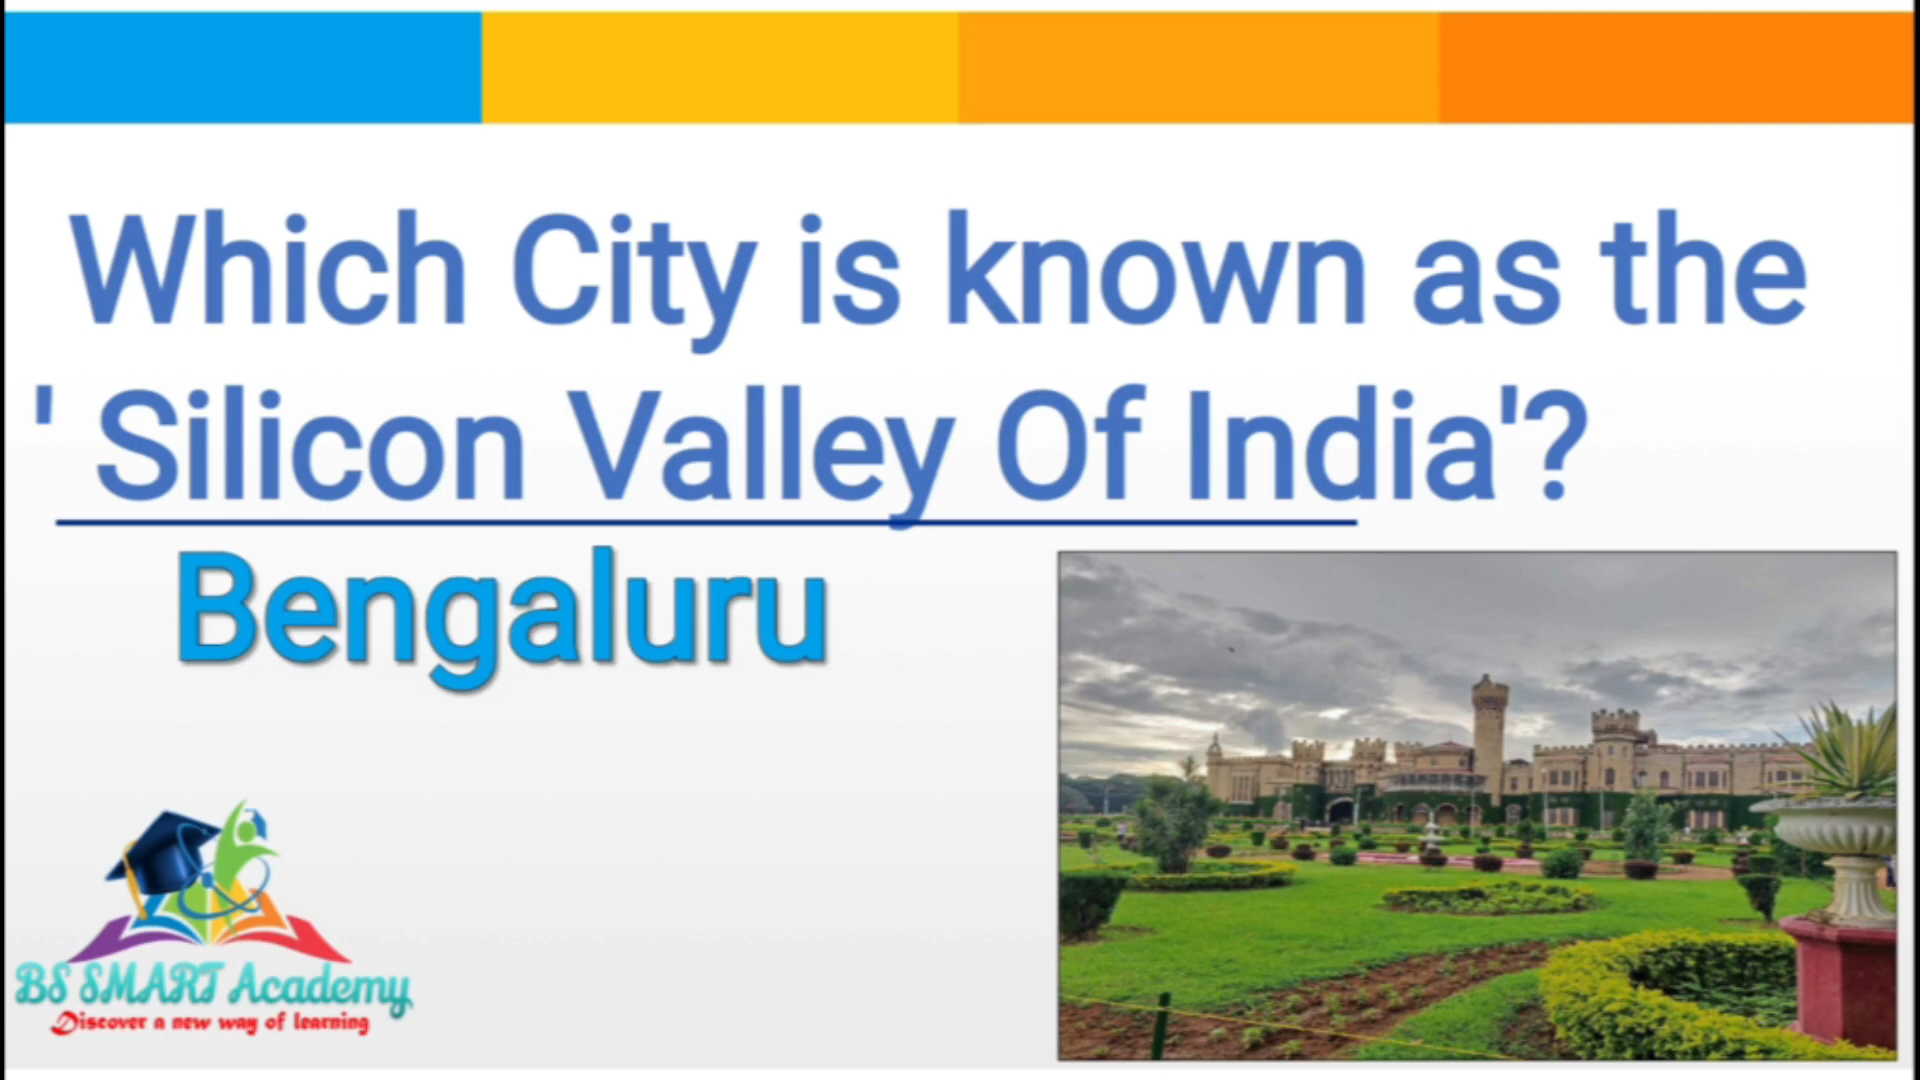 Which City is known as the
' Silicon Valley Of India'?
Bengaluru
BS SMART Academy
Discover a new way of learning